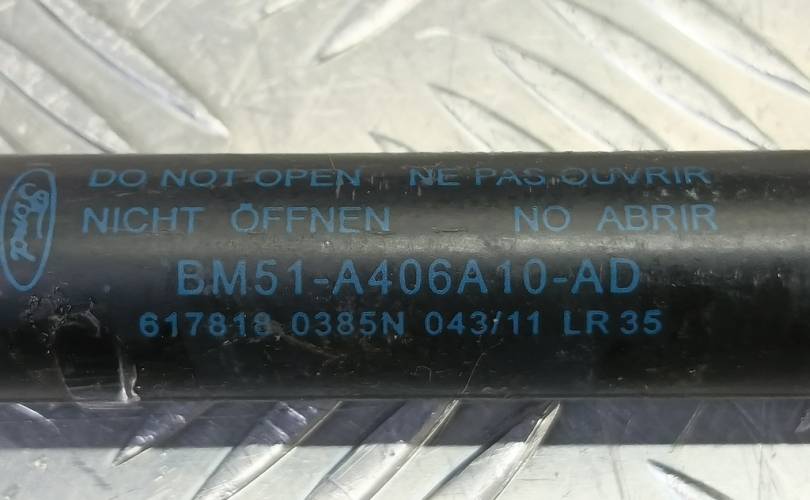 Ford
DO NOT OPEN NE PAS OUVRIR
NICHT ÖFFNEN NO ABRIR
BM51-A406A10-AD
617818 0385N 043/11 LR 35